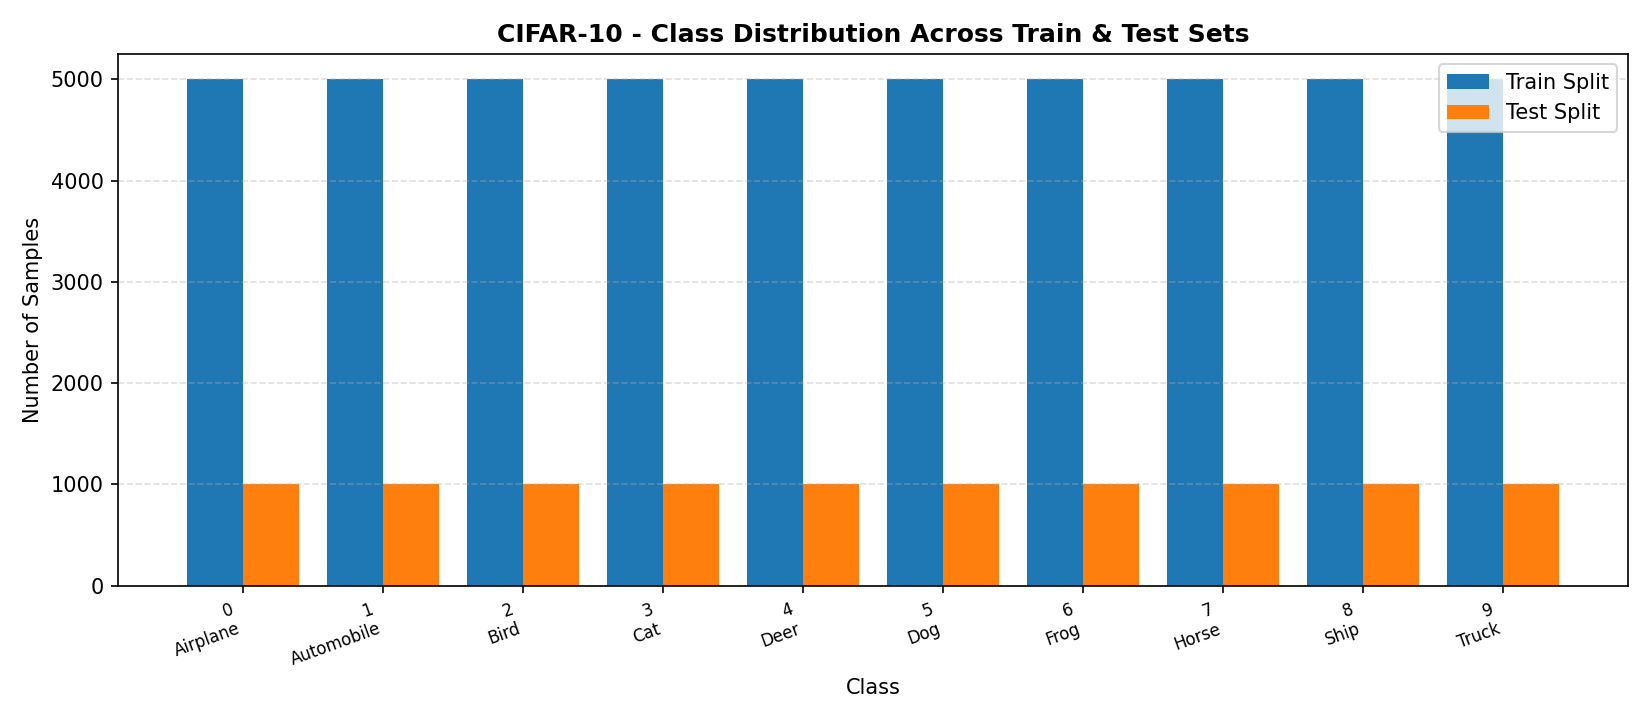 CIFAR-10 - Class Distribution Across Train & Test Sets
Number of Samples
5000
4000
3000
2000
1000
0
Train Split
Test Split
0
Airplane
1
Automobile
2
Bird
3
Cat
4
Deer
5
Dog
6
Frog
7
Horse
8
Ship
9
Truck
Class